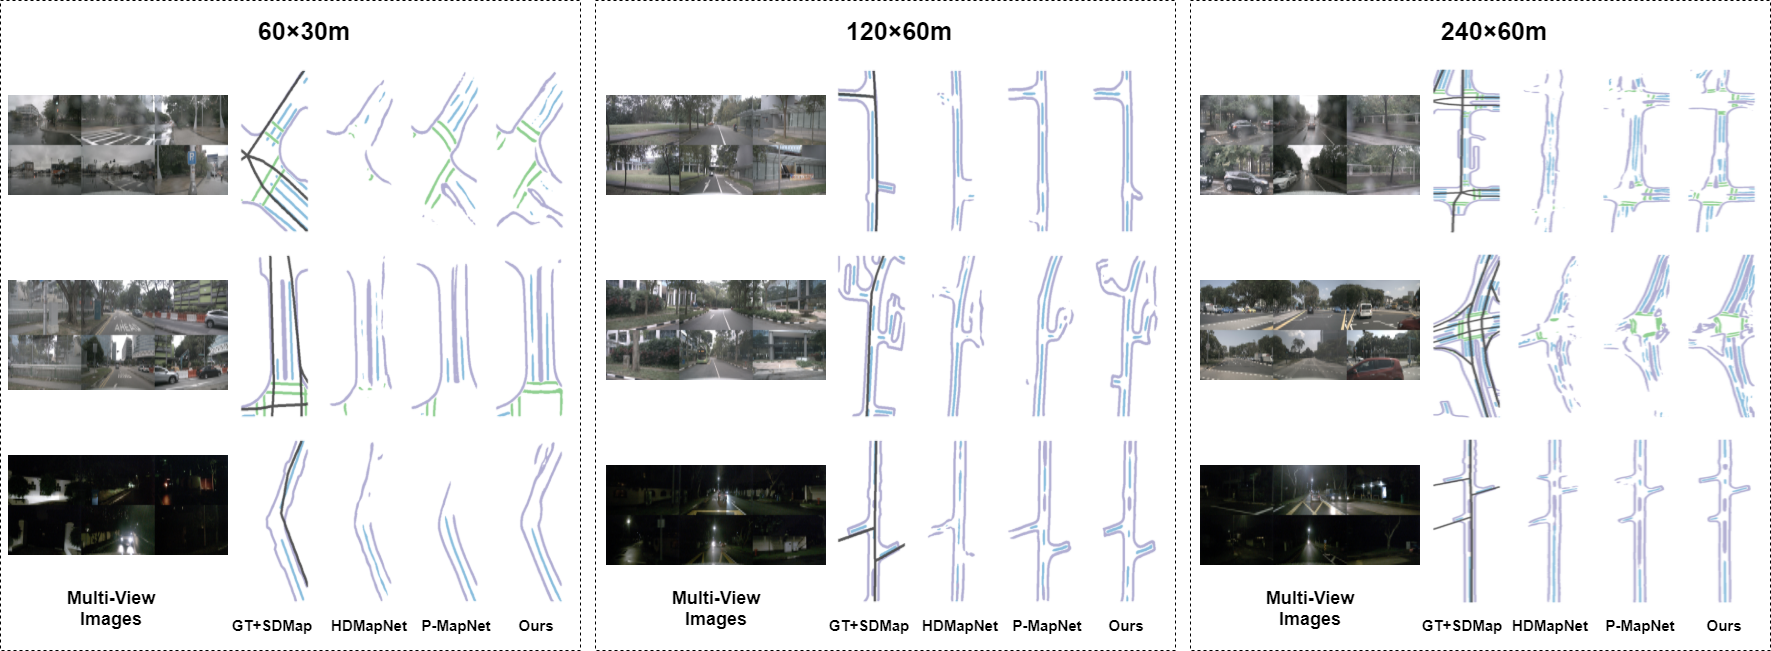 60×30m
120×60m
240×60m
AHEAD
Multi-View
Images
GT+SDMap
HDMapNet
P-MapNet
Ours
Multi-View
Images
GT+SDMap
HDMapNet
P-MapNet
Ours
Multi-View
Images
GT+SDMap
HDMapNet
P-MapNet
Ours